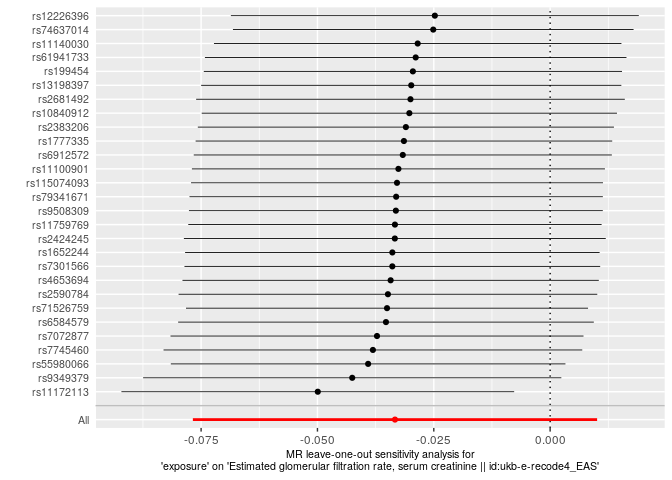 rs12226396
rs74637014
rs11140030
rs61941733
rs199454
rs13198397
rs2681492
rs10840912
rs2383206
rs1777335
rs6912572
rs11100901
rs115074093
rs79341671
rs9508309
rs11759769
rs2424245
rs1652244
rs7301566
rs4653694
rs2590784
rs71526759
rs6584579
rs7072877
rs7745460
rs55980066
rs9349379
rs11172113
All
-0.075 -0.050 -0.025 0.000
MR leave-one-out sensitivity analysis for
'exposure' on 'Estimated glomerular filtration rate, serum creatinine || id:ukb-e-recode4_EAS'